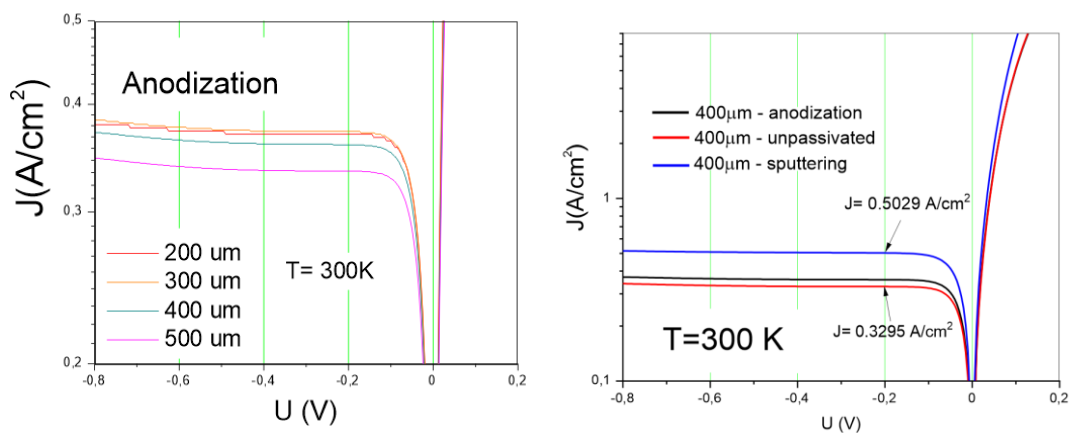 0,5
0,4
0,3
0,2
J(A/cm²)
Anodization
200 um
300 um
400 um
500 um
T= 300K
-0,8 -0,6 -0,4 -0,2 0 0,2
U (V)
1
0,1
J(A/cm²)
400μm - anodization
400μm - unpassivated
400μm - sputtering
J= 0.5029 A/cm²
J= 0.3295 A/cm²
T=300 K
-0,8 -0,6 -0,4 -0,2 0 0,2
U (V)